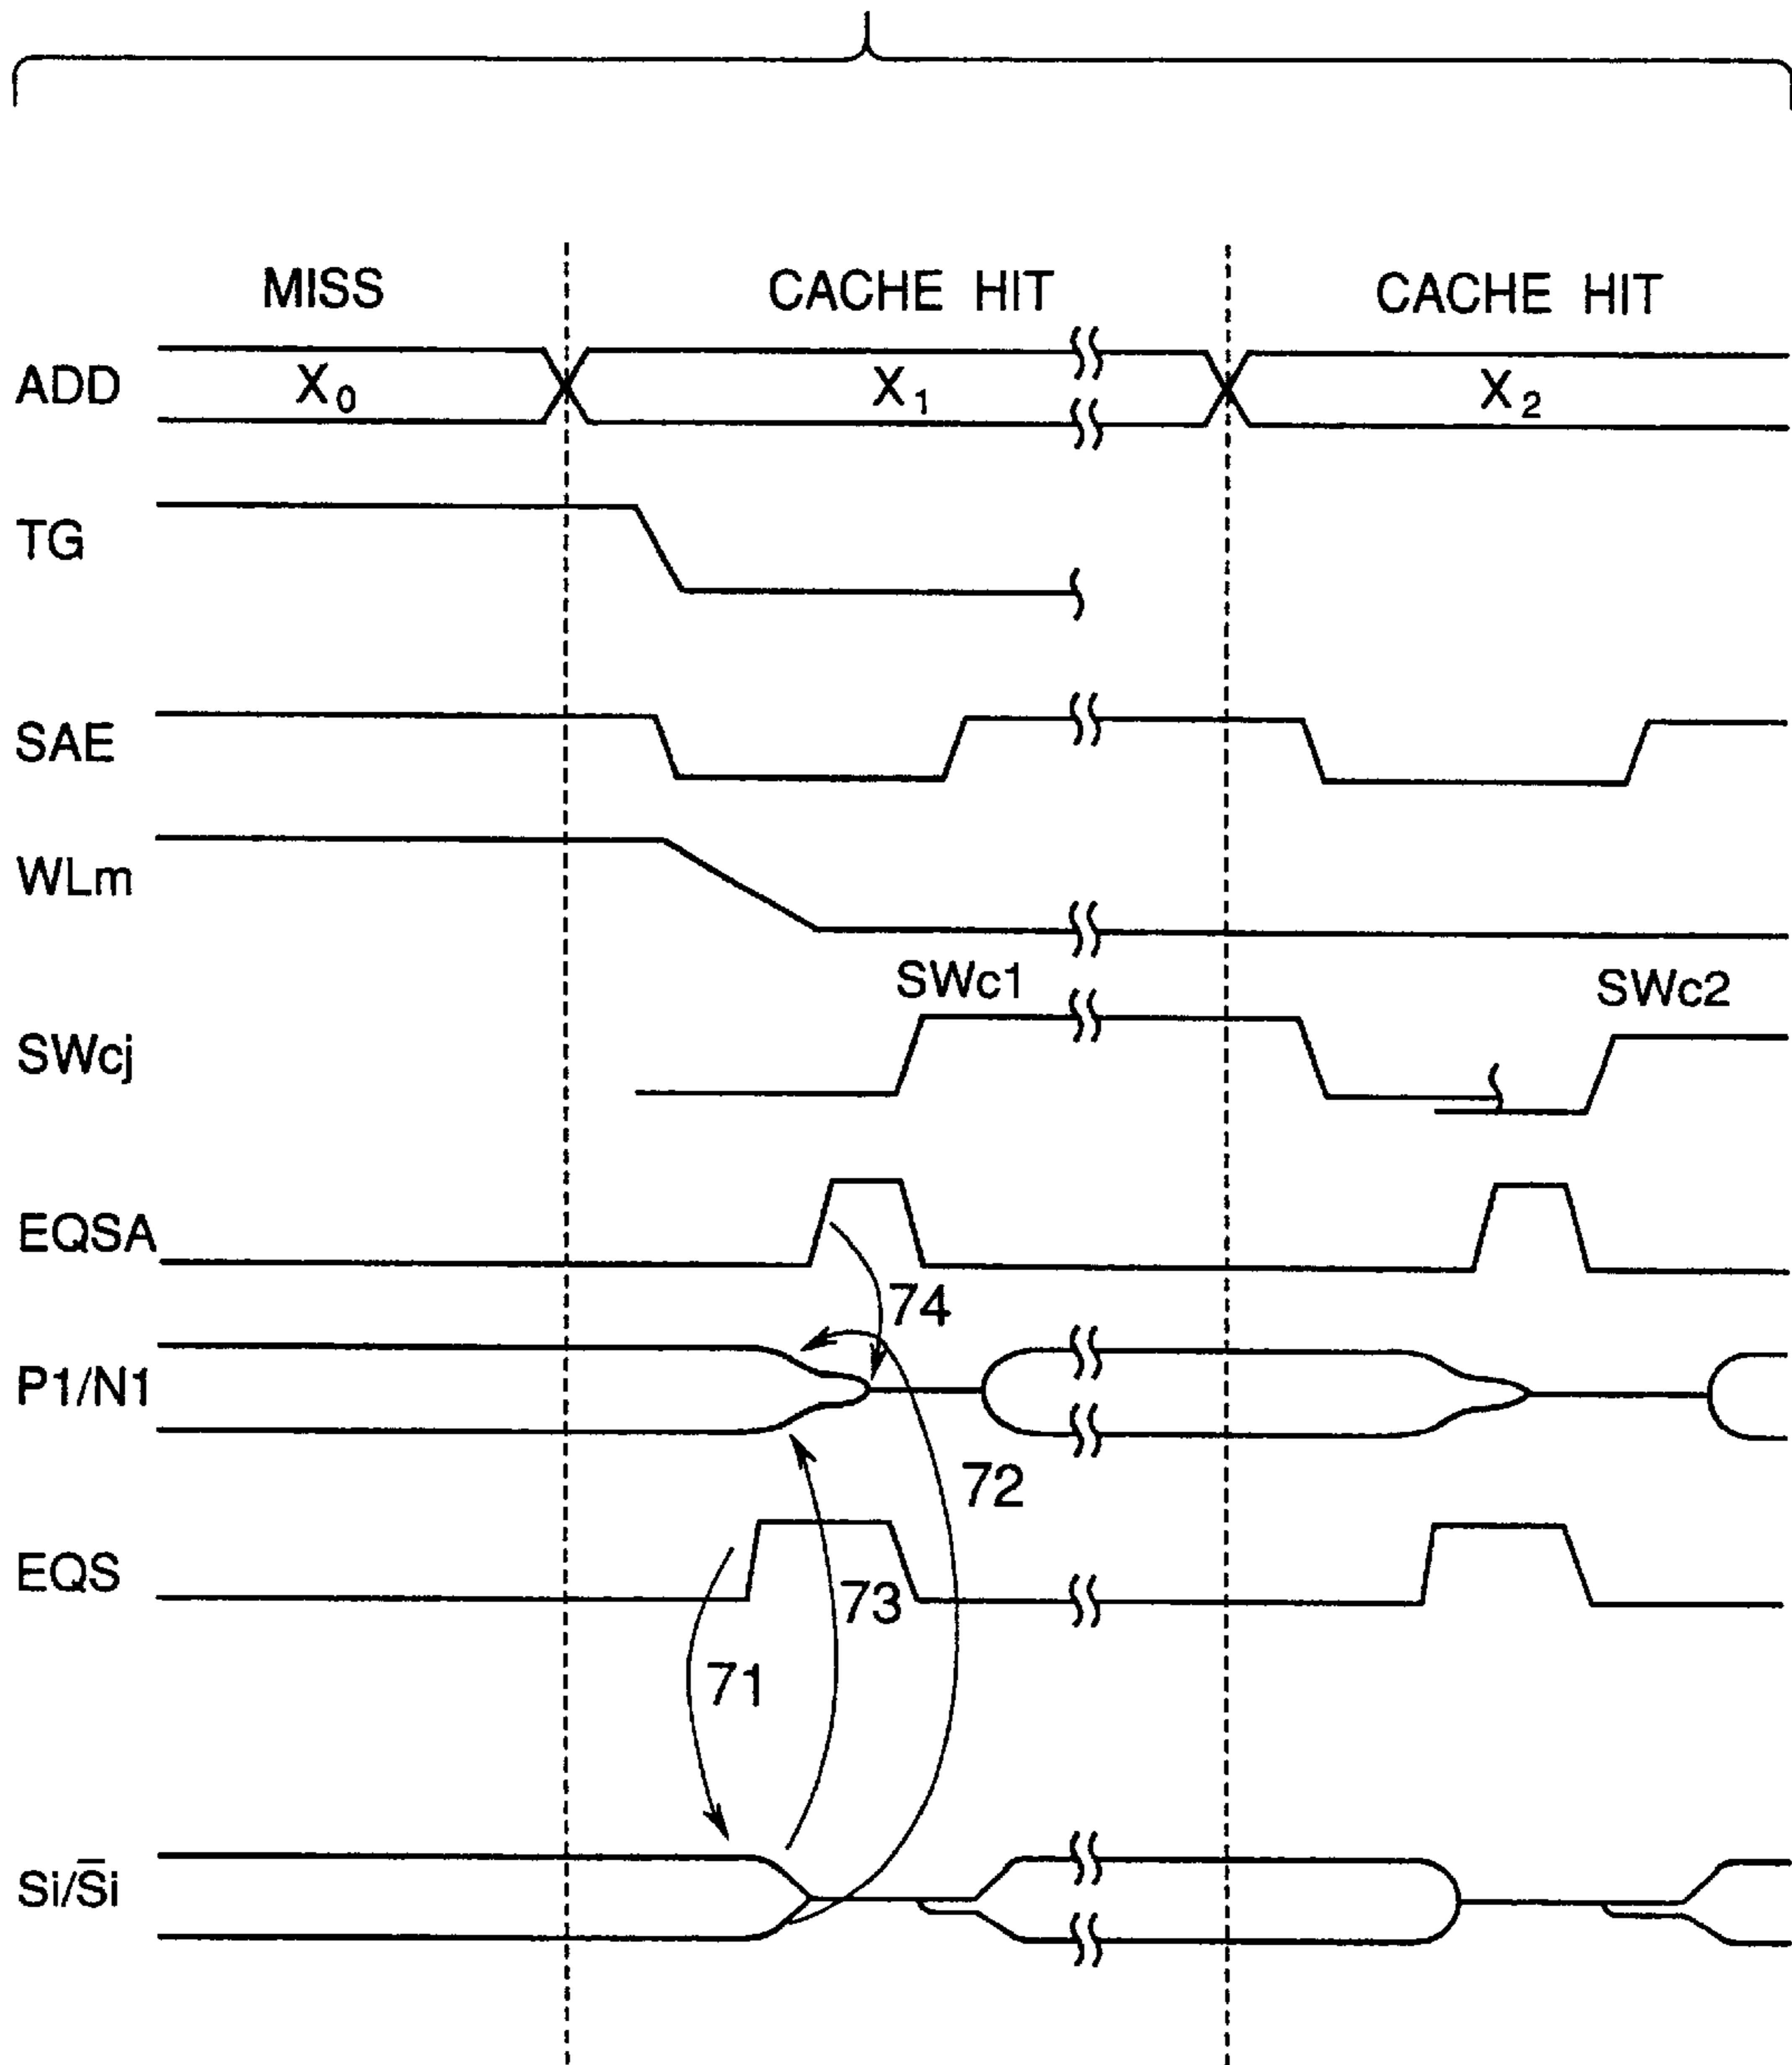 MISS CACHE HIT CACHE HIT
ADD X₀ X₁ X₂
TG
SAE
WLm
SWc1 SWc2
SWcj
EQSA
74
P1/N1
72
EQS
73
71
Si/S̄i